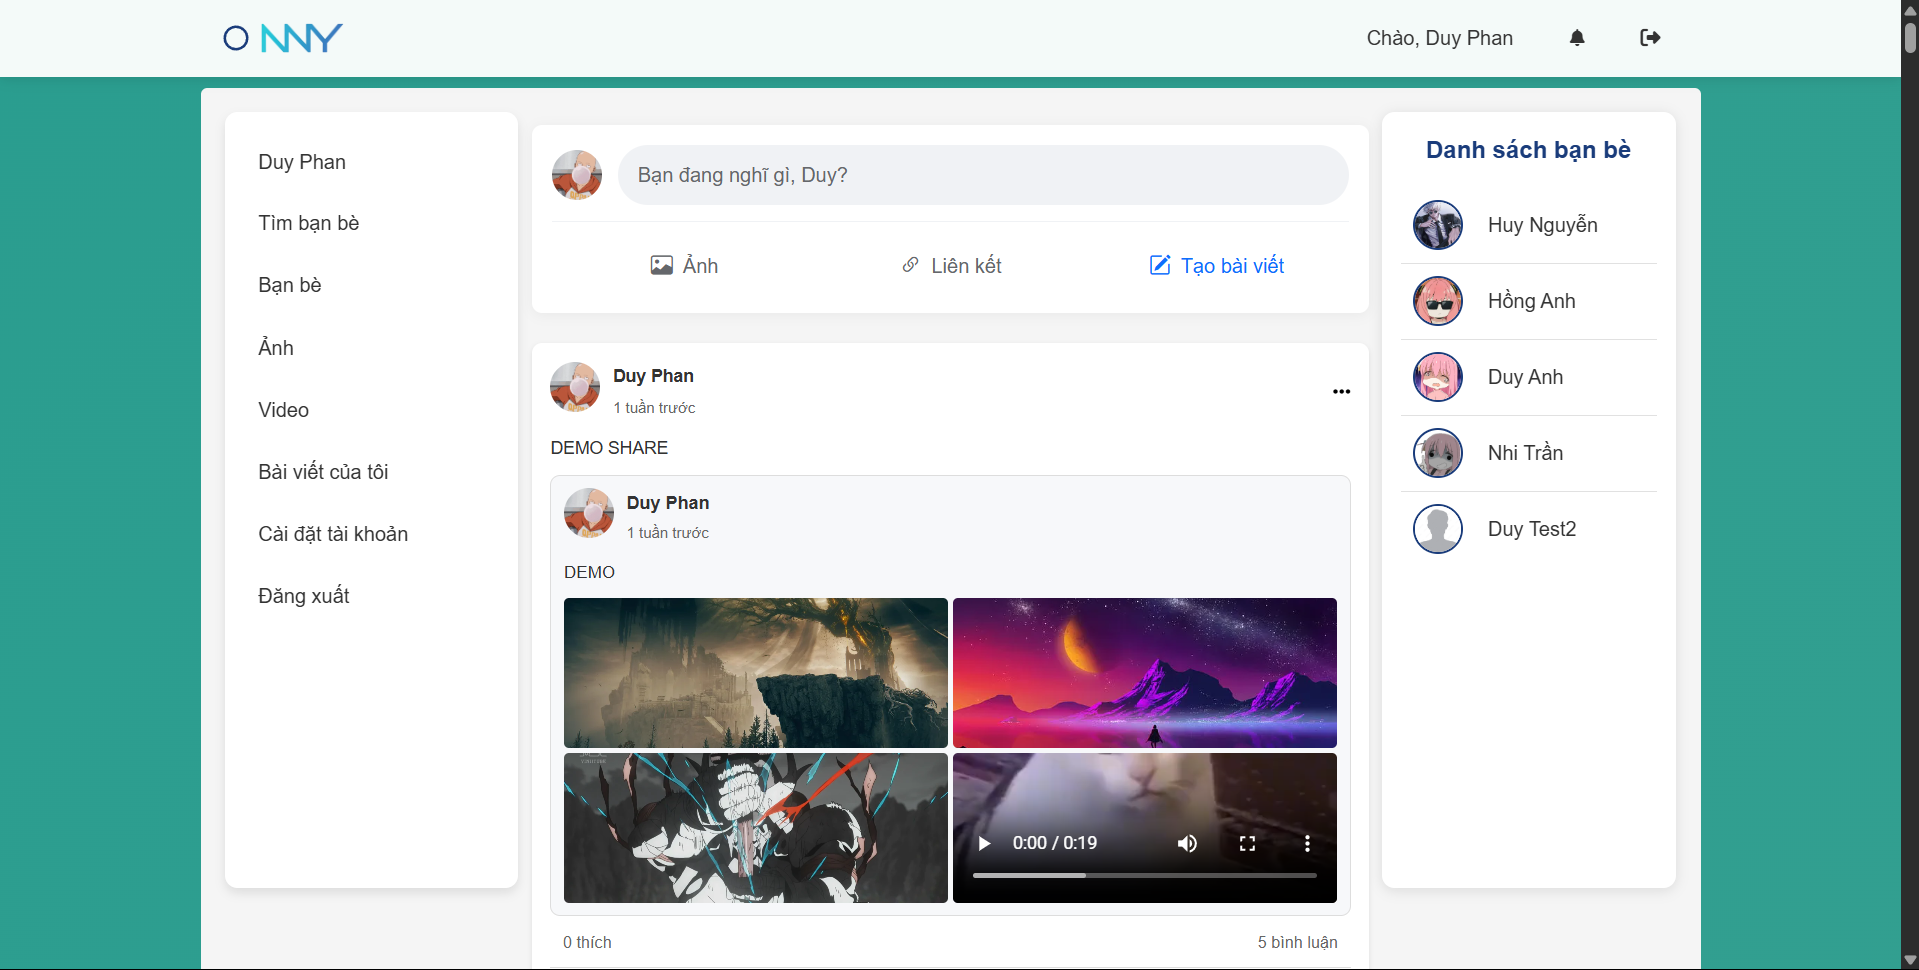 O NNY
Chào, Duy Phan
Duy Phan
Tìm bạn bè
Bạn bè
Ảnh
Video
Bài viết của tôi
Cài đặt tài khoản
Đăng xuất
Bạn đang nghĩ gì, Duy?
Ảnh
Liên kết
Tạo bài viết
Duy Phan
1 tuần trước
DEMO SHARE
Duy Phan
1 tuần trước
DEMO
0:00 / 0:19
0 thích
5 bình luận
Danh sách bạn bè
Huy Nguyễn
Hồng Anh
Duy Anh
Nhi Trần
Duy Test2